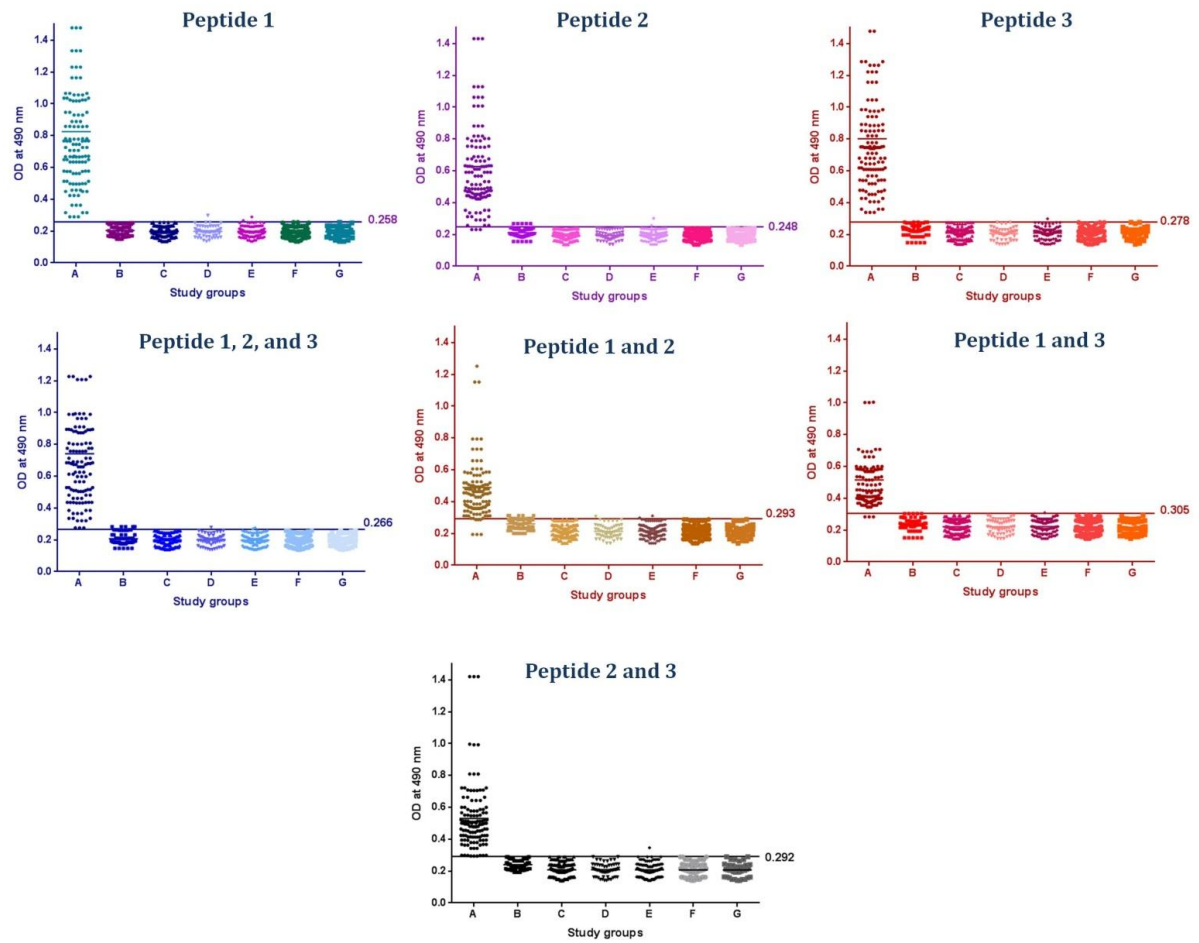 Peptide 1
1.4
1.2
1.0
0.8
0.6
0.4
0.2
0.0
OD at 490 nm
0.258
A B C D E F G
Study groups
Peptide 2
1.4
1.2
1.0
0.8
0.6
0.4
0.2
0.0
OD at 490 nm
0.248
A B C D E F G
Study groups
Peptide 3
1.4
1.2
1.0
0.8
0.6
0.4
0.2
0.0
OD at 490 nm
0.278
A B C D E F G
Study groups
Peptide 1, 2, and 3
1.4
1.2
1.0
0.8
0.6
0.4
0.2
0.0
OD at 490 nm
0.266
A B C D E F G
Study groups
Peptide 1 and 2
1.4
1.2
1.0
0.8
0.6
0.4
0.2
0.0
OD at 490 nm
0.293
A B C D E F G
Study groups
Peptide 1 and 3
1.4
1.2
1.0
0.8
0.6
0.4
0.2
0.0
OD at 490 nm
0.305
A B C D E F G
Study groups
Peptide 2 and 3
1.4
1.2
1.0
0.8
0.6
0.4
0.2
0.0
OD at 490 nm
0.292
A B C D E F G
Study groups